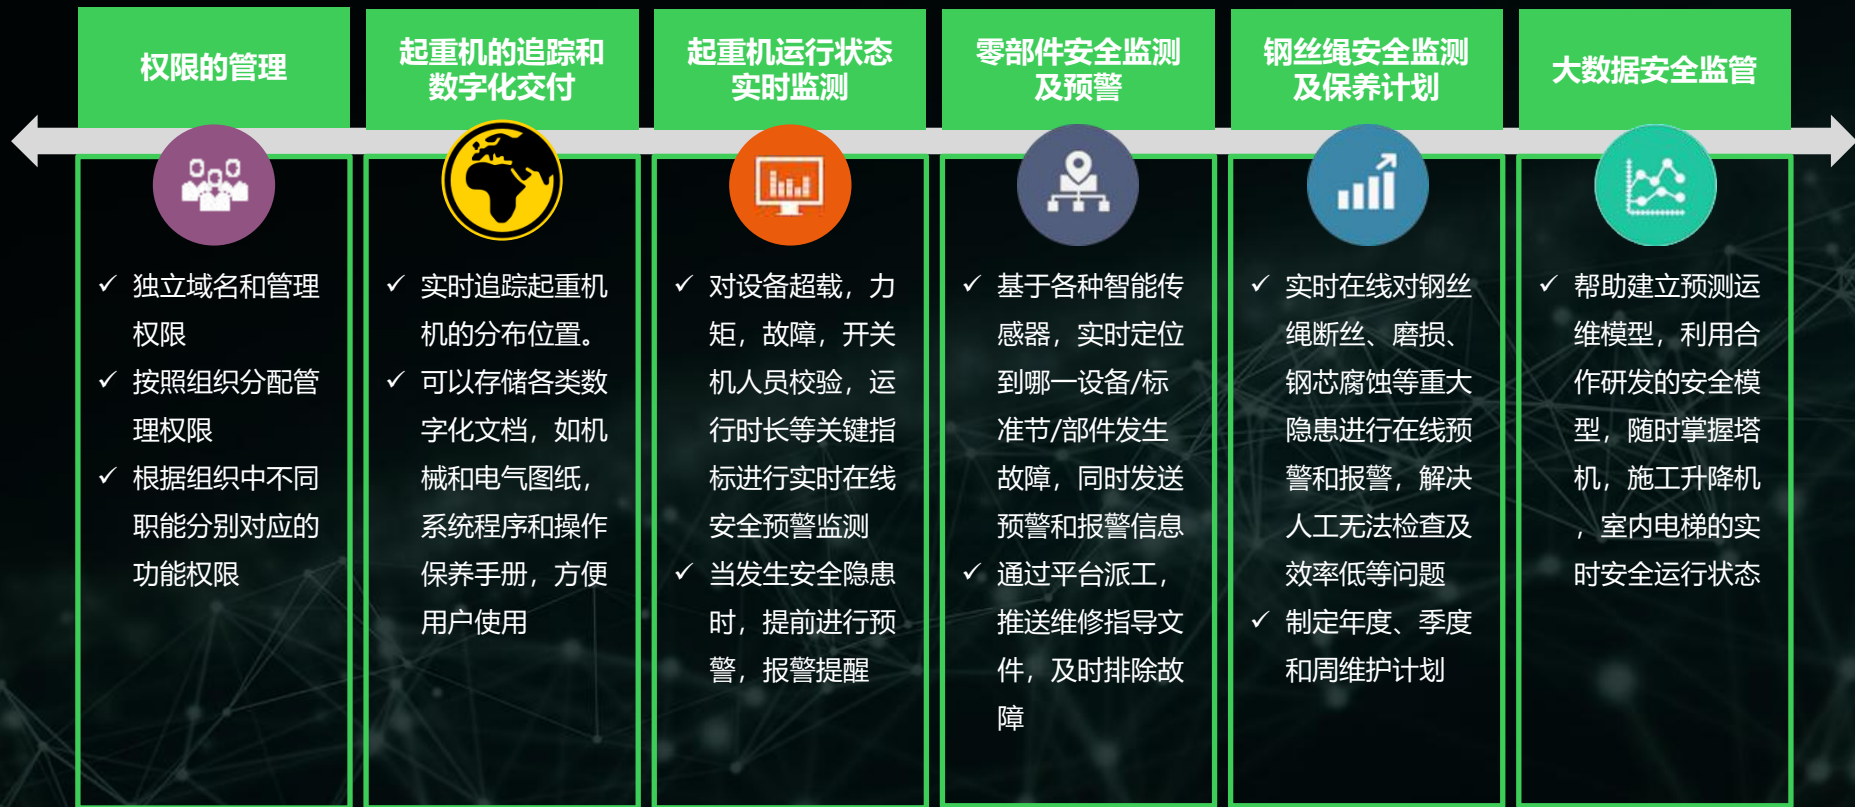 权限的管理
独立域名和管理
权限
按照组织分配管
理权限
根据组织中不同
职能分别对应的
功能权限
起重机的追踪和
数字化交付
实时追踪起重机
机的分布位置。
可以存储各类数
字化文档，如机
械和电气图纸，
系统程序和操作
保养手册，方便
用户使用
起重机运行状态
实时监测
对设备超载，力
矩，故障，开关
机人员校验，运
行时长等关键指
标进行实时在线
安全预警监测
当发生安全隐患
时，提前进行预
警，报警提醒
零部件安全监测
及预警
基于各种智能传
感器，实时定位
到哪一设备/标
准节/部件发生
故障，同时发送
预警和报警信息
通过平台派工，
推送维修指导文
件，及时排除故
障
钢丝绳安全监测
及保养计划
实时在线对钢丝
绳断丝、磨损、
钢芯腐蚀等重大
隐患进行在线预
警和报警，解决
人工无法检查及
效率低等问题
制定年度、季度
和周维护计划
大数据安全监管
帮助建立预测运
维模型，利用合
作研发的安全模
型，随时掌握塔
机，施工升降机
，室内电梯的实
时安全运行状态